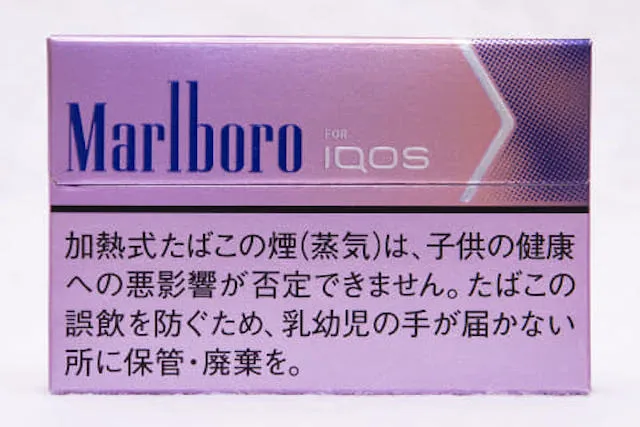 Marlboro FOR IQOS
加熱式たばこの煙(蒸気)は、子供の健康
への悪影響が否定できません。たばこの
誤飲を防ぐため、乳幼児の手が届かない
所に保管・廃棄を。